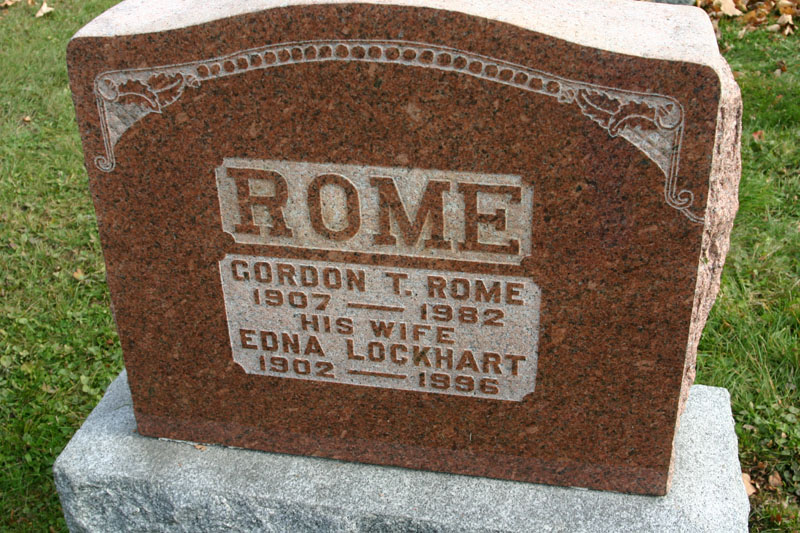 ROME
GORDON T. ROME
1907 — 1982
HIS WIFE
EDNA LOCKHART
1902 — 1996